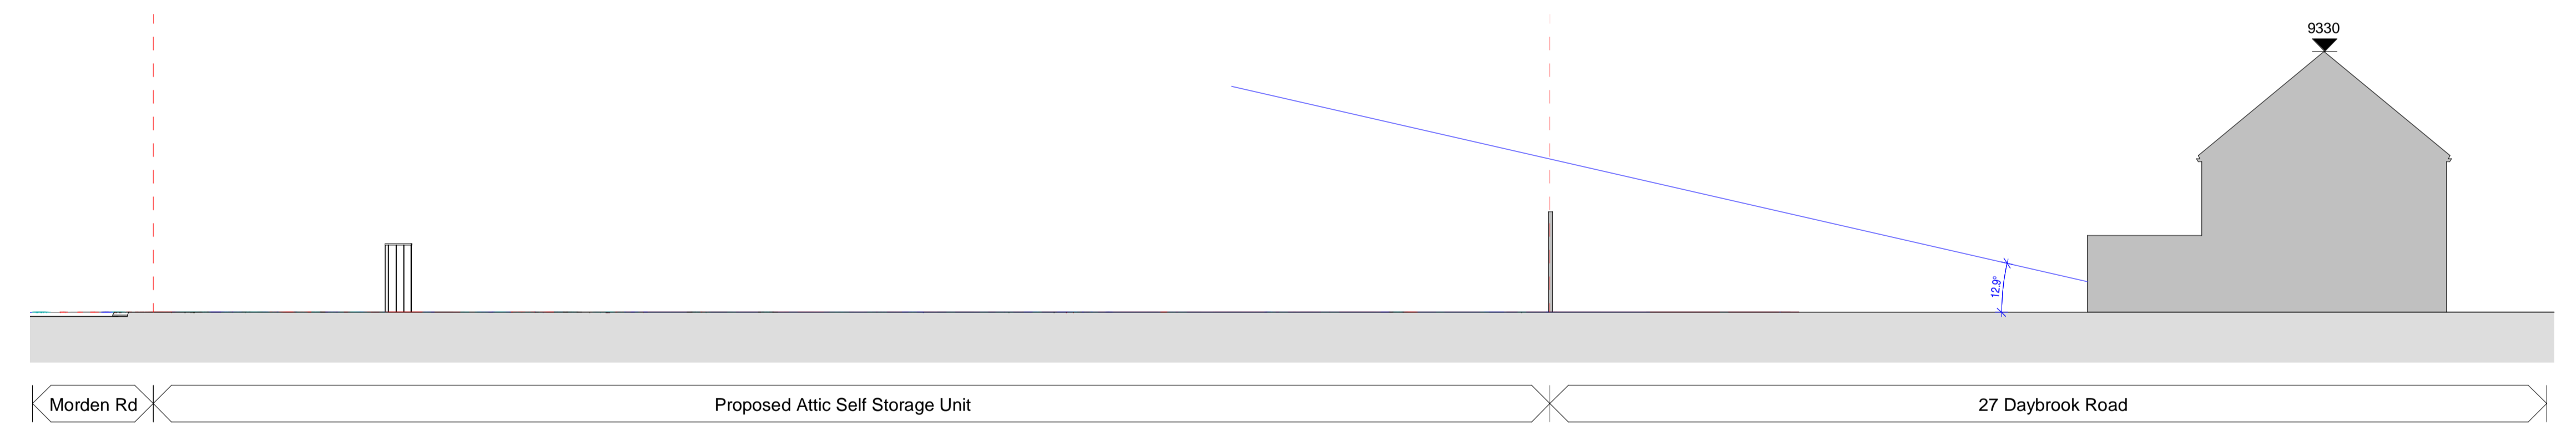 9330
12.9°
Morden Rd
Proposed Attic Self Storage Unit
27 Daybrook Road